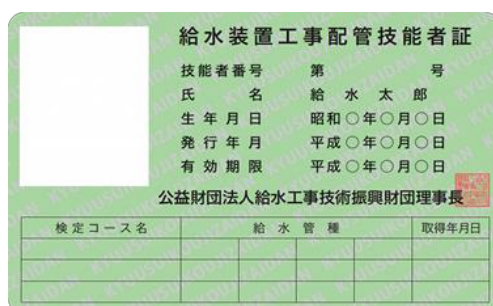 給水装置工事配管技能者証
技能者番号 第 号
氏 名 給 水 太 郎
生年月日 昭和○年○月○日
発行年月 平成○年○月○日
有効期限 平成○年○月○日
公益財団法人給水工事技術振興財団理事長
検定コース名 給水管種 取得年月日